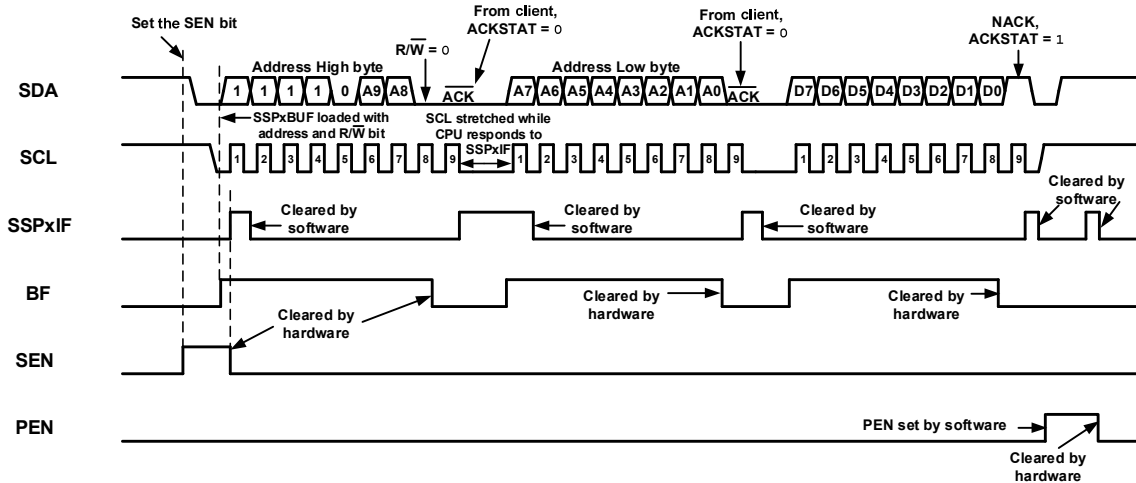 Set the SEN bit
From client,
ACKSTAT = 0
R/W = 0
From client,
ACKSTAT = 0
NACK,
ACKSTAT = 1
SDA
Address High byte
1 1 1 1 0 A9 A8
ACK
Address Low byte
A7 A6 A5 A4 A3 A2 A1 A0
ACK
D7 D6 D5 D4 D3 D2 D1 D0
SSPxBUF loaded with
address and R/W bit
SCL stretched while
CPU responds to
SSPxIF
SCL
1 2 3 4 5 6 7 8 9
1 2 3 4 5 6 7 8 9
1 2 3 4 5 6 7 8 9
SSPxIF
Cleared by
software
Cleared by
software
Cleared by
software
Cleared by
software
BF
Cleared by
hardware
Cleared by
hardware
Cleared by
hardware
SEN
PEN
PEN set by software
Cleared by
hardware